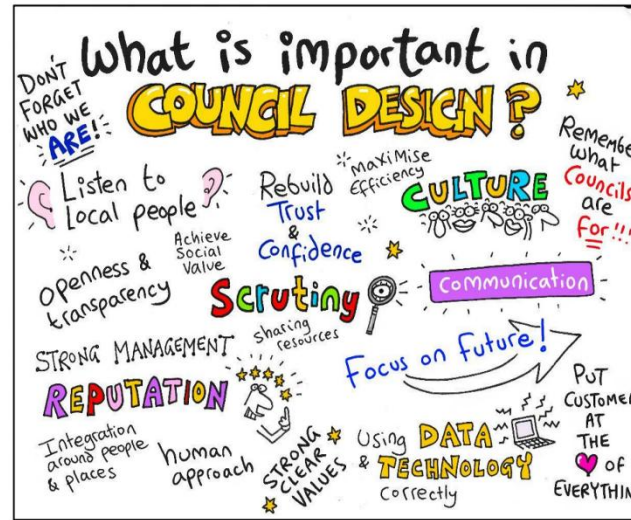 What is important in
COUNCIL DESIGN?
DON'T
FORGET
WHO WE
ARE!
Listen to
Local people
Rebuild
Trust
&
Confidence
Maximise
Efficiency
CULTURE
Remember
what
Councils
are
for!!!
Openness &
transparency
Achieve
Social
Value
Scrutiny
Communication
sharing
resources
STRONG MANAGEMENT
REPUTATION
Focus on Future!
Integration
around people
& places
human
approach
STRONG
CLEAR
VALUES
Using DATA
& TECHNOLOGY
Correctly
PUT
CUSTOMER
AT
THE
OF
EVERYTHIN